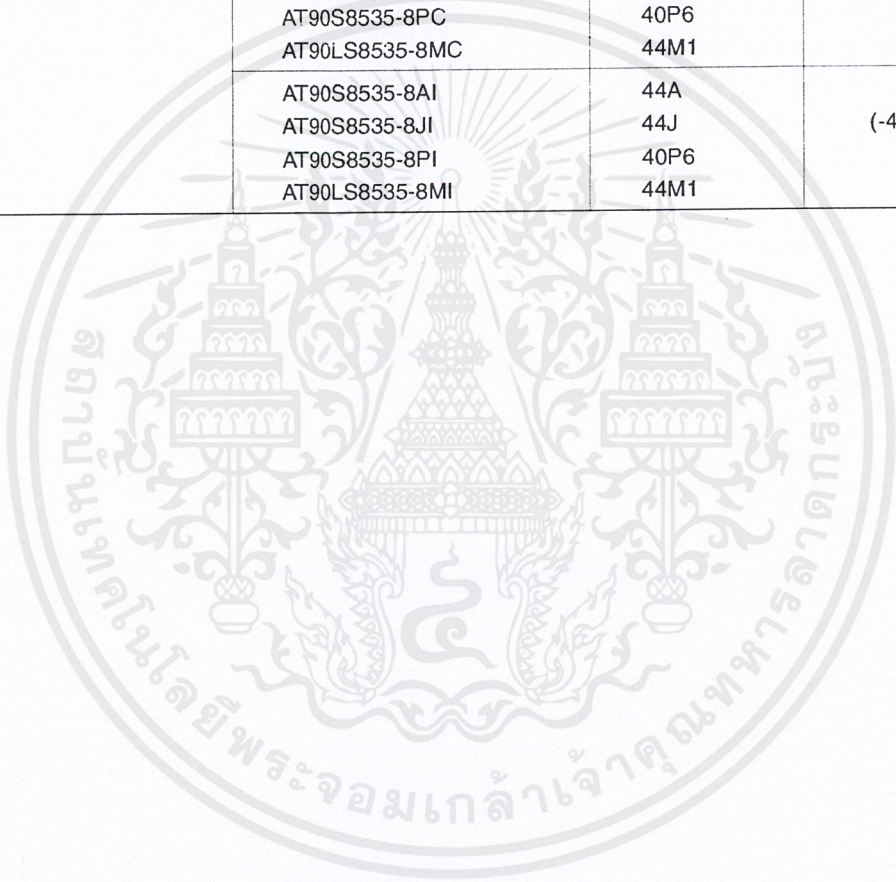 AT90S8535-8PC 40P6
AT90LS8535-8MC 44M1
AT90S8535-8AI 44A
AT90S8535-8JI 44J (-4
AT90S8535-8PI 40P6
AT90LS8535-8MI 44M1
สถาบันเทคโนโลยีพระจอมเกล้าเจ้าคุณทหารลาดกระบัง